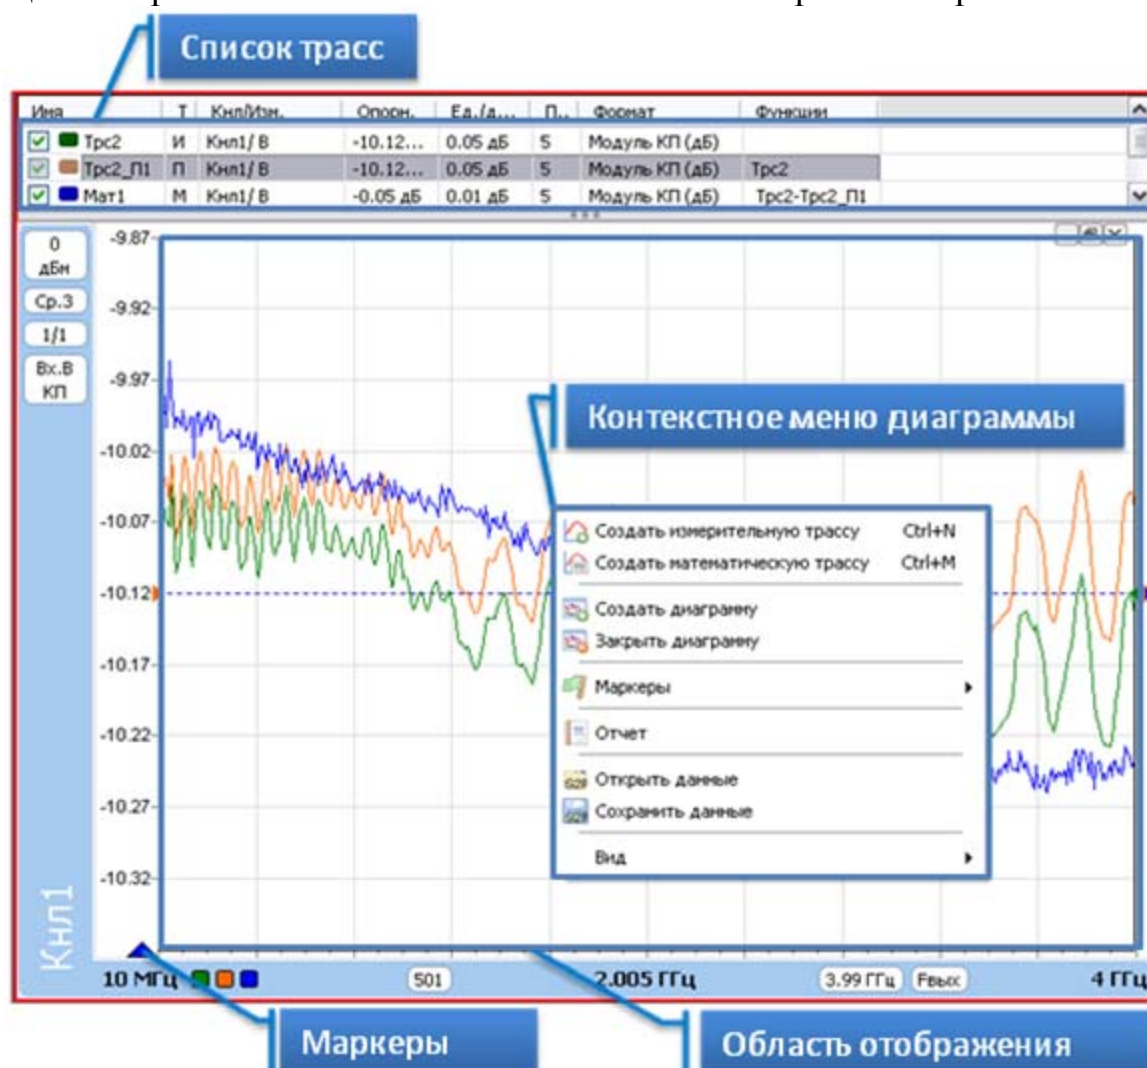 Список трасс
Имя Т Кнл/Изм. Опорн. Ед./д... П.. Формат Функции
Трс2 И Кнл1/ В -10.12... 0.05 дБ 5 Модуль КП (дБ)
Трс2_П1 П Кнл1/ В -10.12... 0.05 дБ 5 Модуль КП (дБ) Трс2
Мат1 М Кнл1/ В -0.05 дБ 0.01 дБ 5 Модуль КП (дБ) Трс2-Трс2_П1
0
дБм
Ср.3
1/1
Вх.В
КП
-9.87
-9.92
-9.97
-10.02
-10.07
-10.12
-10.17
-10.22
-10.27
-10.32
Контекстное меню диаграммы
Создать измерительную трассу Ctrl+N
Создать математическую трассу Ctrl+M
Создать диаграмму
Закрыть диаграмму
Маркеры
Отчет
Открыть данные
Сохранить данные
Вид
Кнл1
10 МГц 501 2.005 ГГц 3.99 ГГц Fвых 4 ГГц
Маркеры
Область отображения